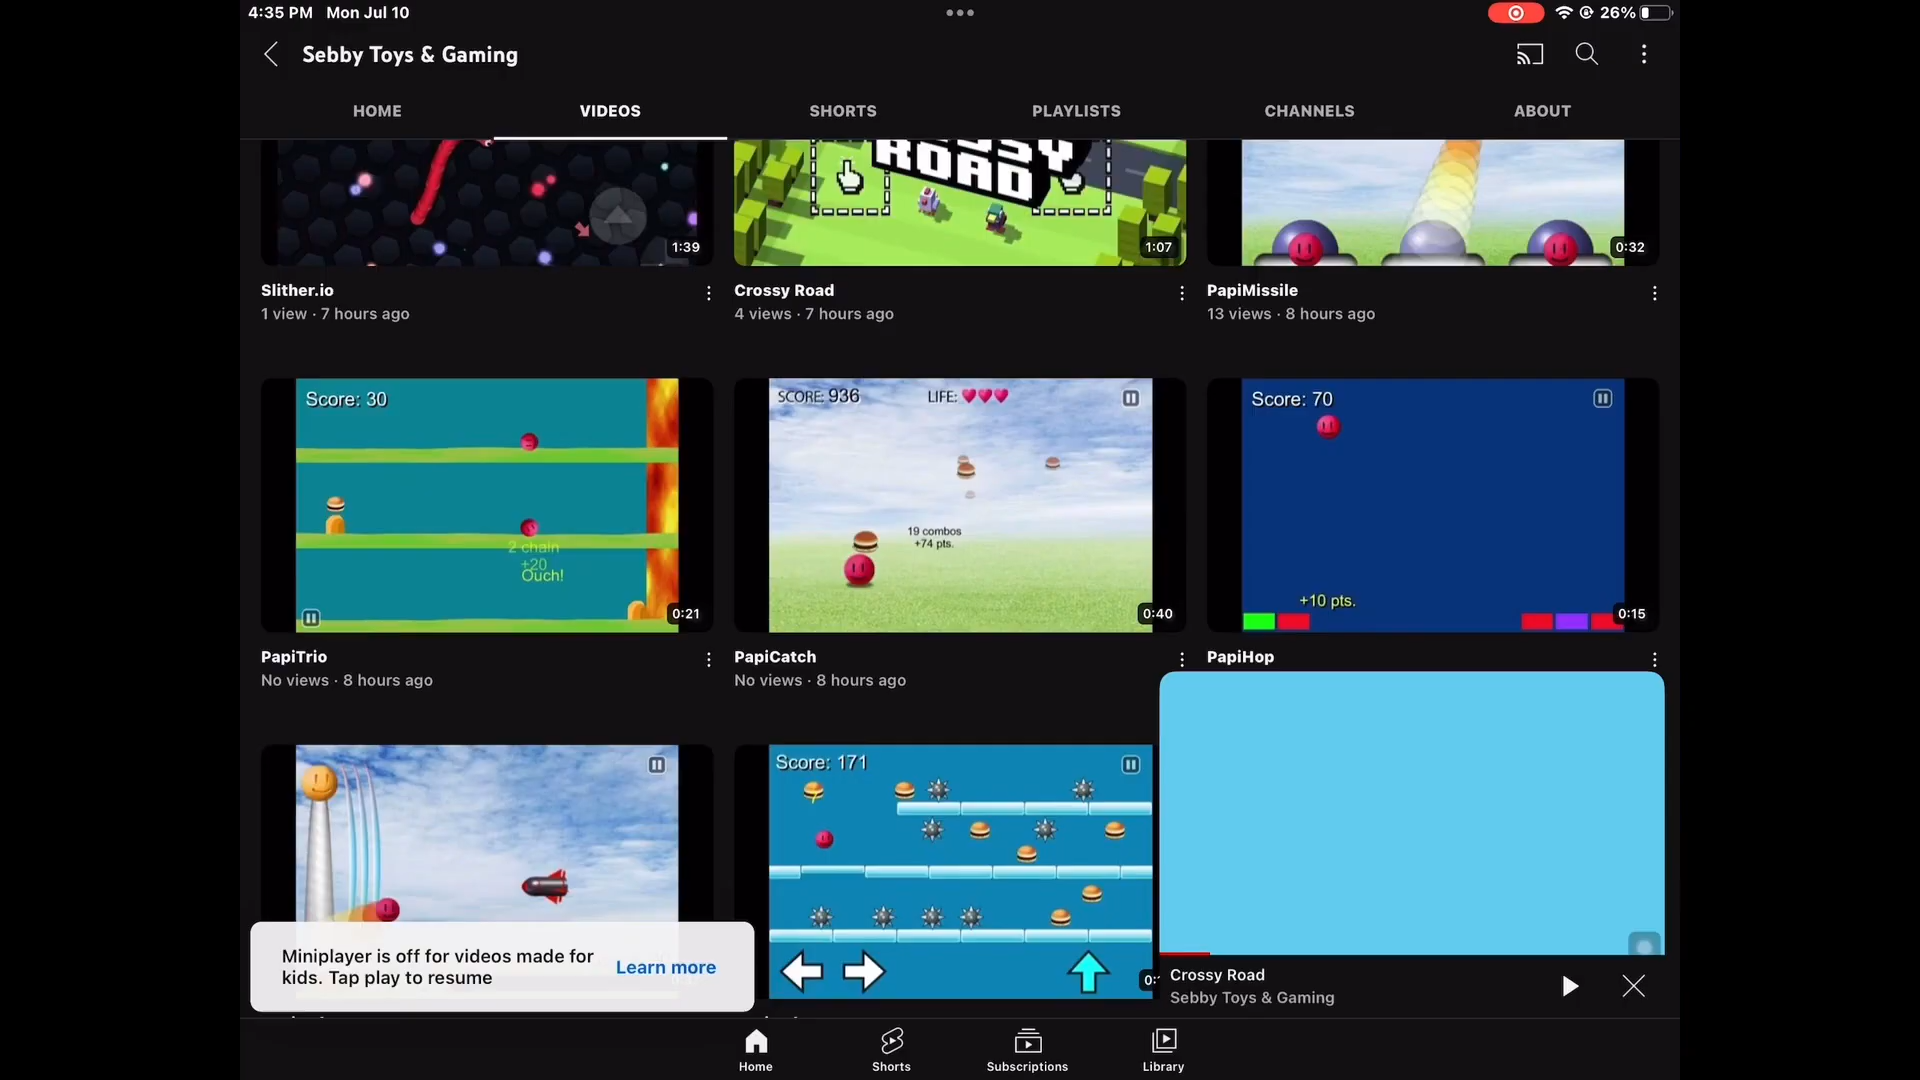 4:35 PM Mon Jul 10
26%
Sebby Toys & Gaming
HOME VIDEOS SHORTS PLAYLISTS CHANNELS ABOUT
ROAD
1:39
1:07
0:32
Slither.io
1 view · 7 hours ago
Crossy Road
4 views · 7 hours ago
PapiMissile
13 views · 8 hours ago
Score: 30
2 chain
+20
Ouch!
0:21
SCORE: 936 LIFE:
19 combos
+74 pts.
0:40
Score: 70
+10 pts.
0:15
PapiTrio
No views · 8 hours ago
PapiCatch
No views · 8 hours ago
PapiHop
Score: 171
Miniplayer is off for videos made for
kids. Tap play to resume
Learn more
Crossy Road
Sebby Toys & Gaming
Home Shorts Subscriptions Library